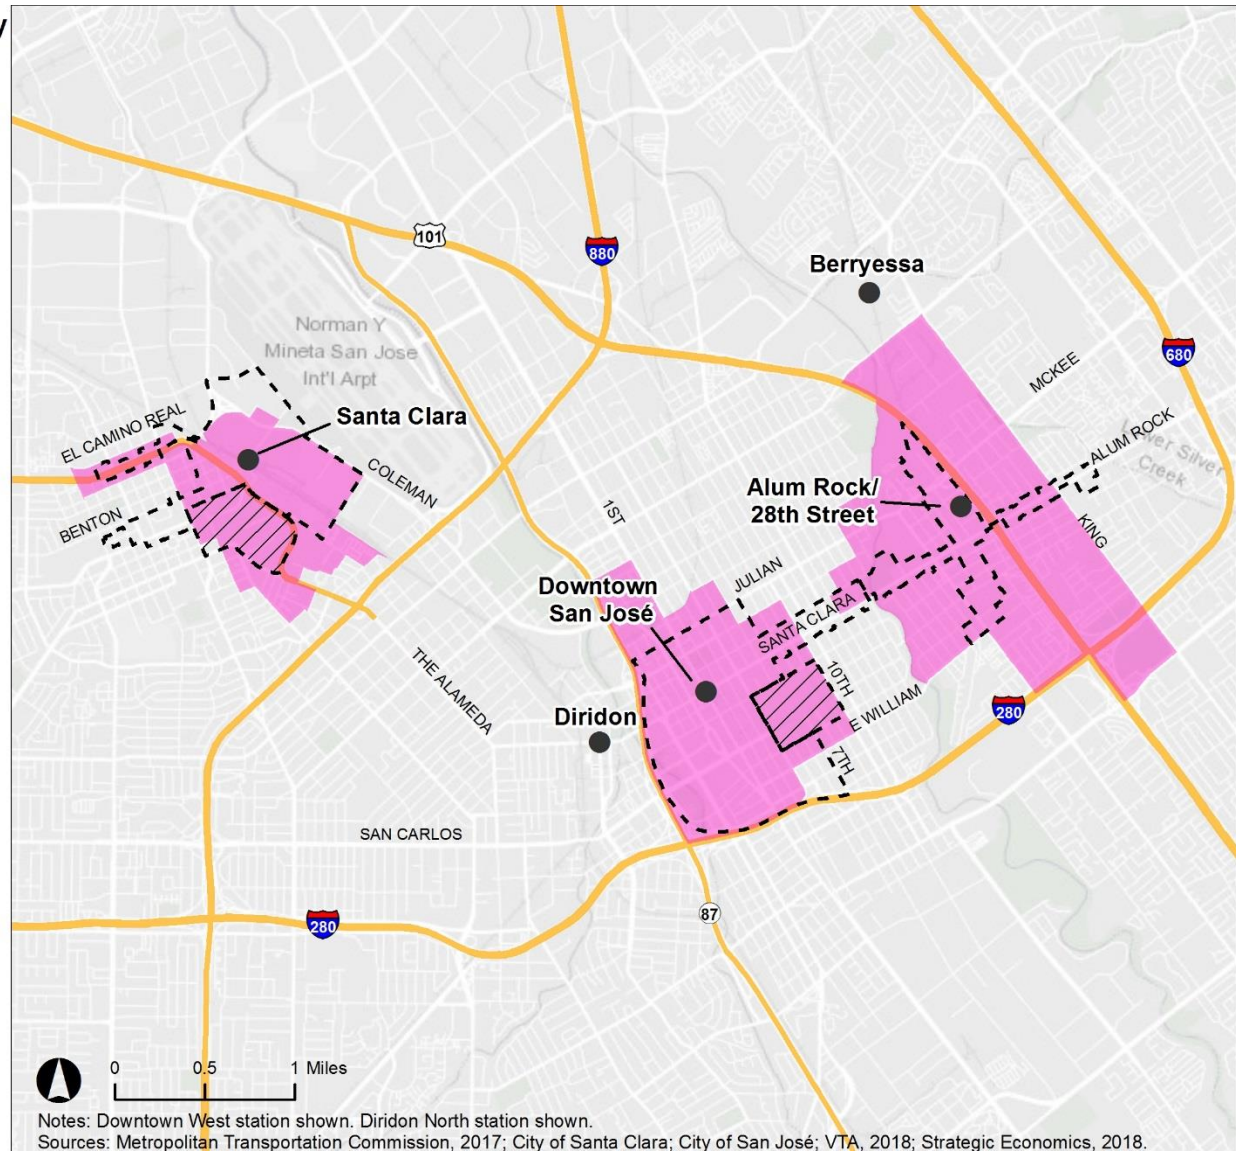 y
101
880
Berryessa
Norman Y
Mineta San Jose
Int'l Arpt
680
MCKEE
EL CAMINO REAL
Santa Clara
ALUM ROCK
Lower Silver
Creek
COLEMAN
BENTON
1ST
Alum Rock/
28th Street
KING
Downtown
San José
JULIAN
SANTA CLARA
10TH
THE ALAMEDA
Diridon
E WILLIAM
280
7TH
SAN CARLOS
280
87
0 0.5 1 Miles
Notes: Downtown West station shown. Diridon North station shown.
Sources: Metropolitan Transportation Commission, 2017; City of Santa Clara; City of San José; VTA, 2018; Strategic Economics, 2018.